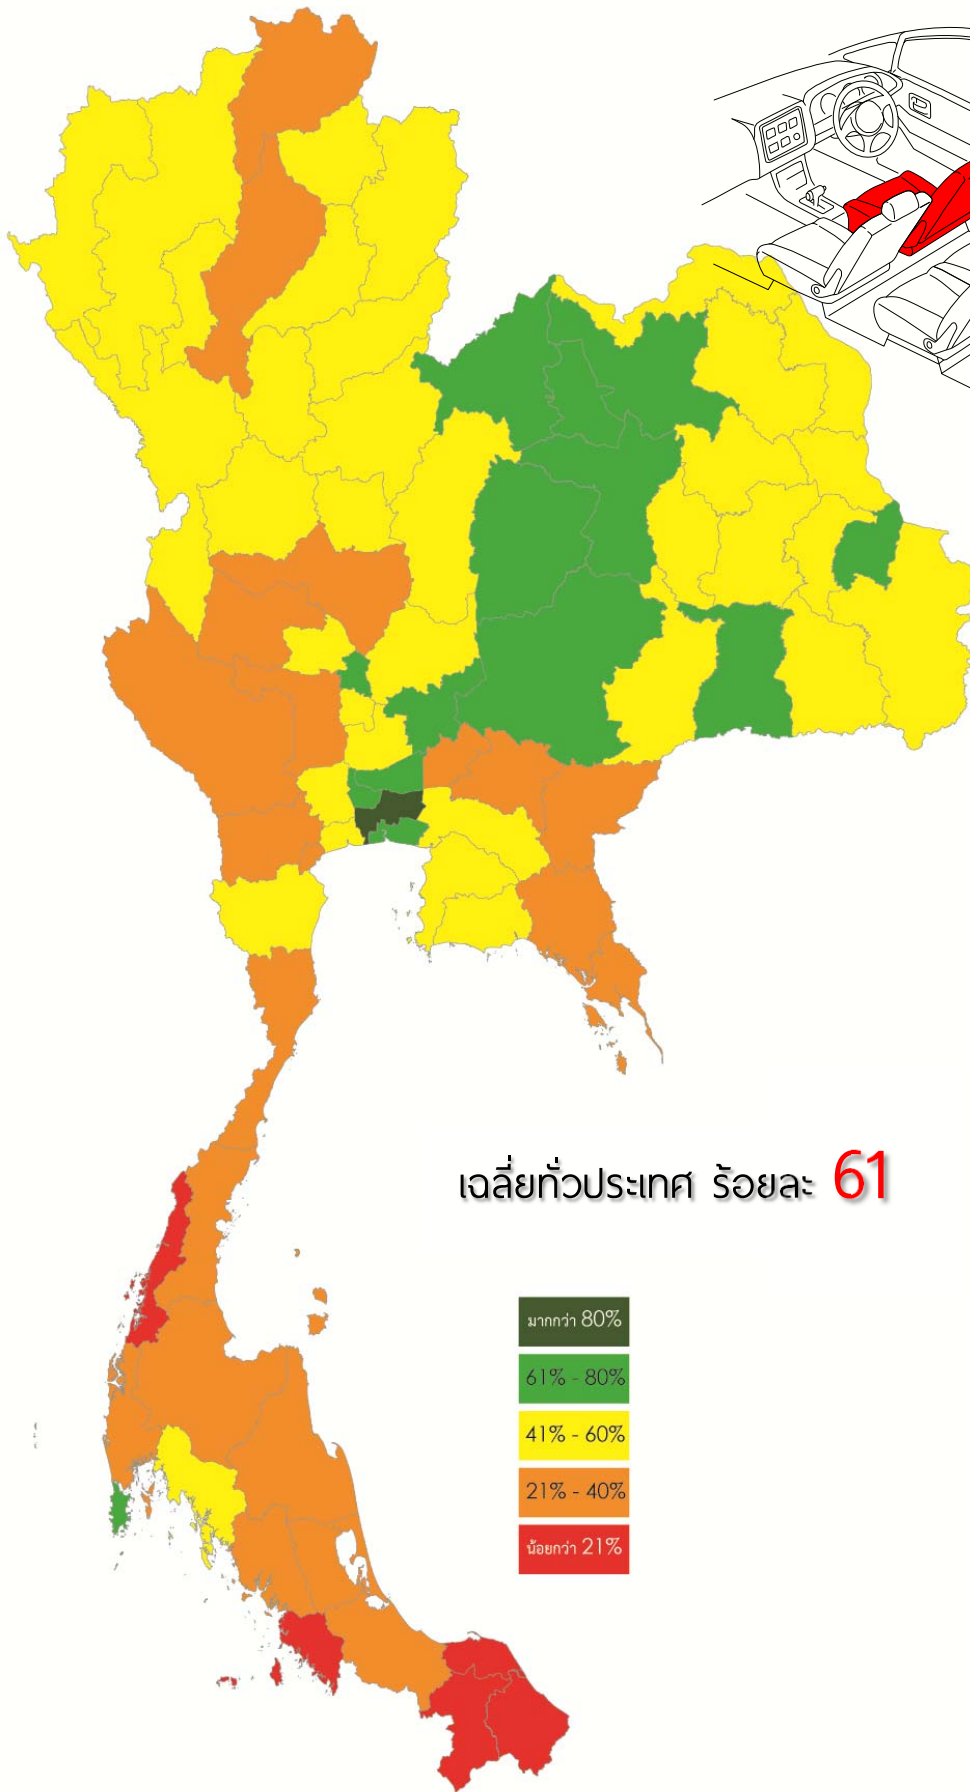 เฉลี่ยทั่วประเทศ ร้อยละ 61
มากกว่า 80%
61% - 80%
41% - 60%
21% - 40%
น้อยกว่า 21%